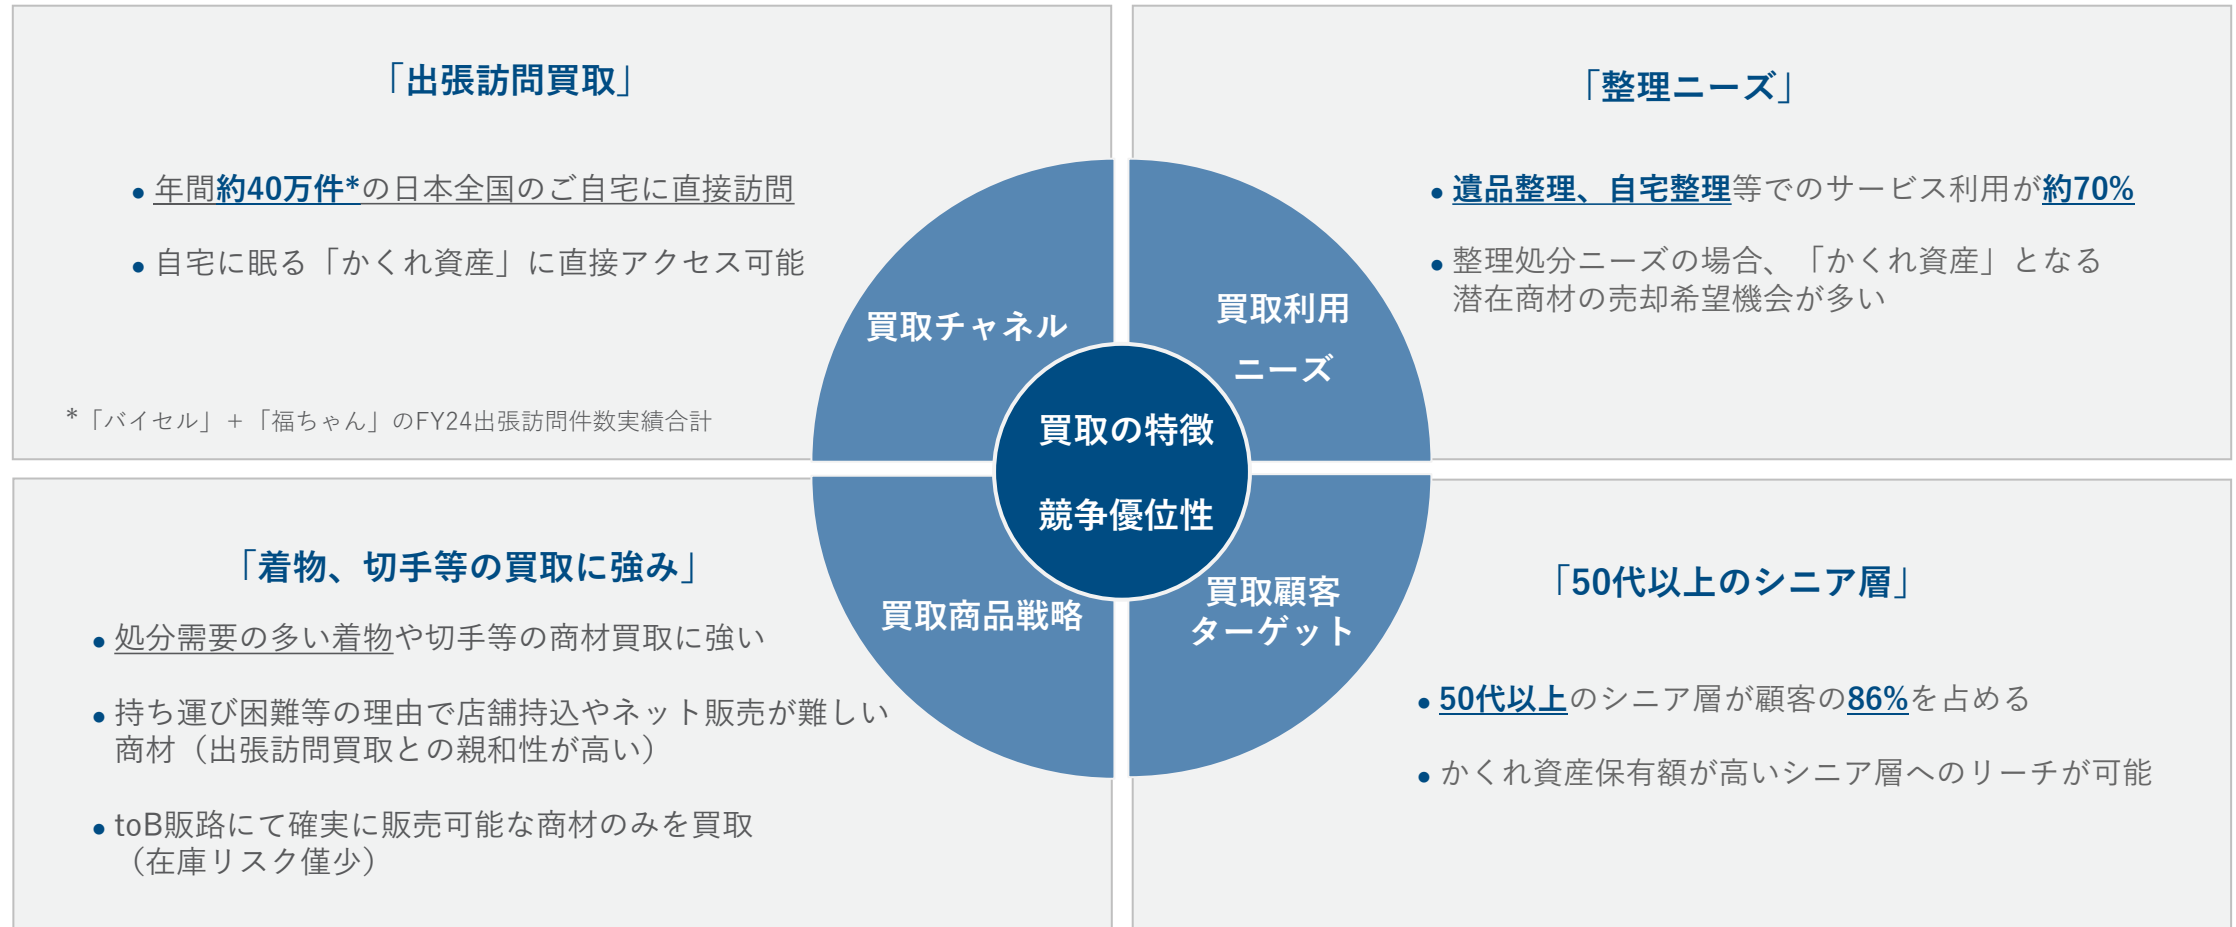 「出張訪問買取」
● 年間約40万件*の日本全国のご自宅に直接訪問
● 自宅に眠る「かくれ資産」に直接アクセス可能
*「バイセル」+「福ちゃん」のFY24出張訪問件数実績合計
「整理ニーズ」
● 遺品整理、自宅整理等でのサービス利用が約70%
● 整理処分ニーズの場合、「かくれ資産」となる
潜在商材の売却希望機会が多い
買取チャネル
買取利用
ニーズ
買取の特徴
競争優位性
買取商品戦略
買取顧客
ターゲット
「着物、切手等の買取に強み」
● 処分需要の多い着物や切手等の商材買取に強い
● 持ち運び困難等の理由で店舗持込やネット販売が難しい
商材（出張訪問買取との親和性が高い）
● toB販路にて確実に販売可能な商材のみを買取
（在庫リスク僅少）
「50代以上のシニア層」
● 50代以上のシニア層が顧客の86%を占める
● かくれ資産保有額が高いシニア層へのリーチが可能